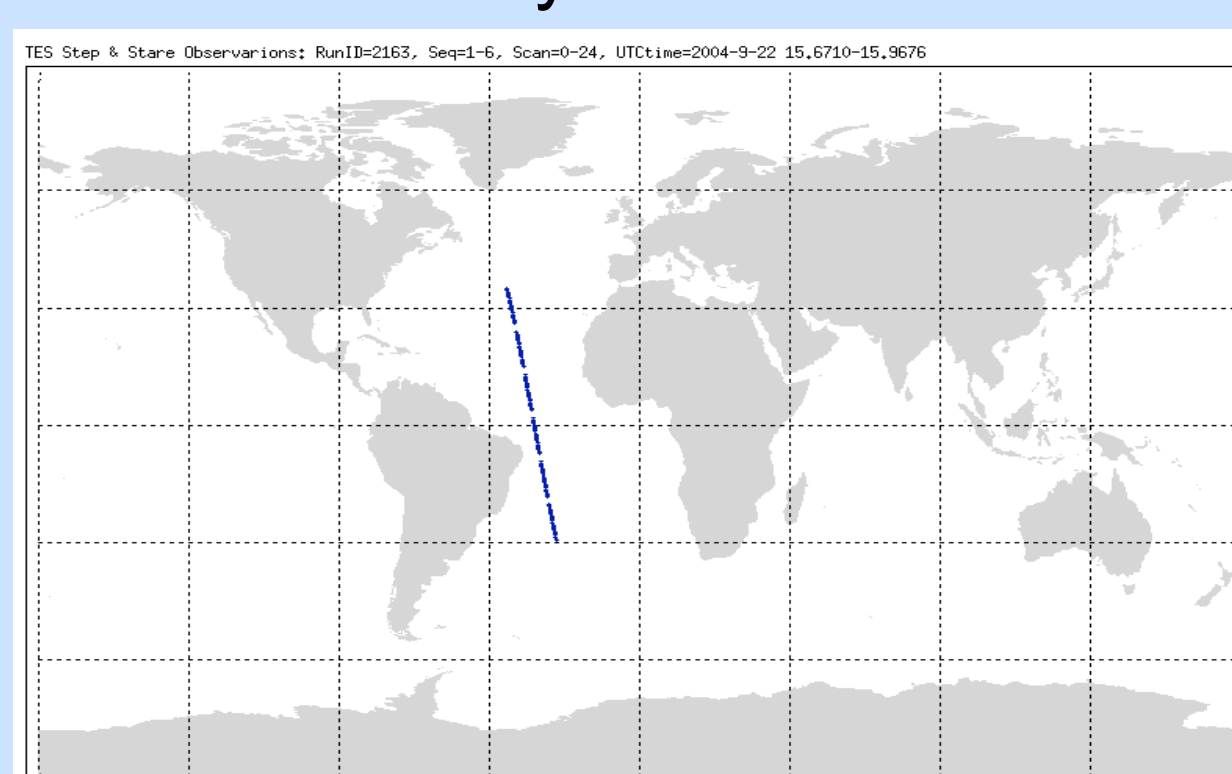 TES Step & Stare Observarions: RunID=2163, Seq=1-6, Scan=0-24, UTCtime=2004-9-22 15.6710-15.9676